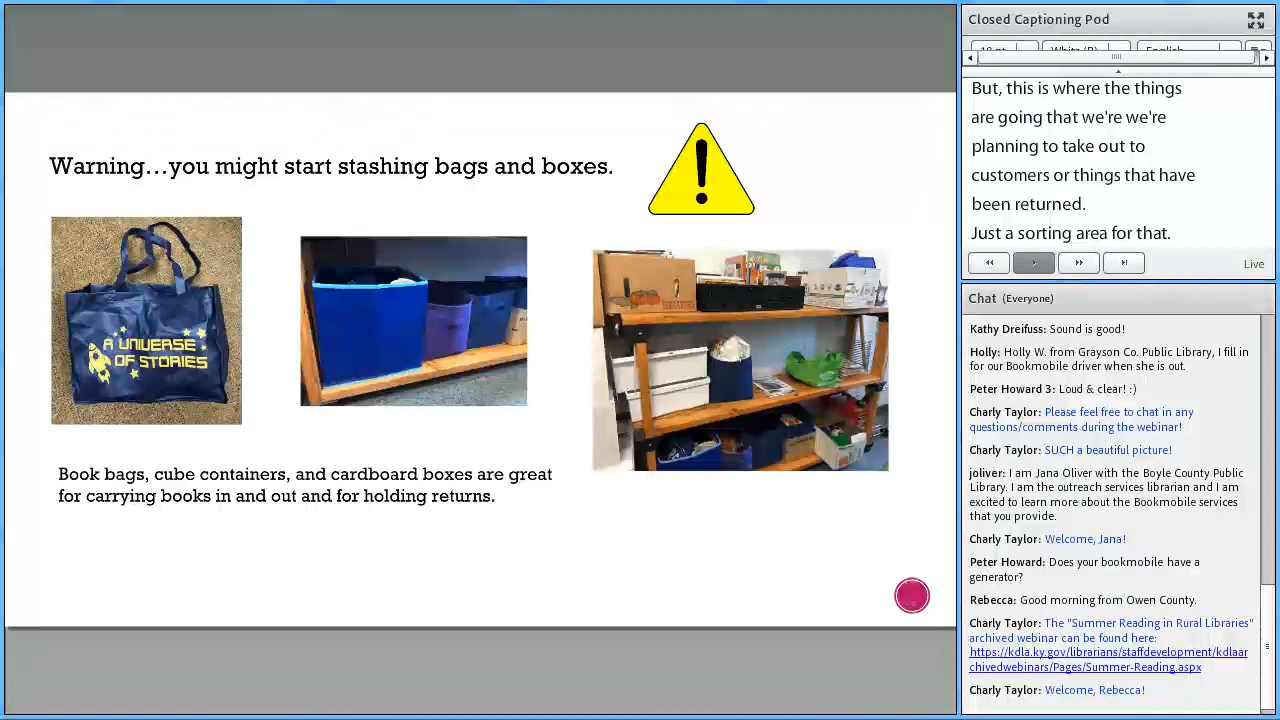 Warning...you might start stashing bags and boxes.
A UNIVERSE
OF STORIES
Book bags, cube containers, and cardboard boxes are great
for carrying books in and out and for holding returns.
Closed Captioning Pod
English
But, this is where the things
are going that we're we're
planning to take out to
customers or things that have
been returned.
Just a sorting area for that.
Live
Chat (Everyone)
Kathy Dreifuss: Sound is good!
Holly: Holly W. from Grayson Co. Public Library, I fill in
for our Bookmobile driver when she is out.
Peter Howard 3: Loud & clear! :)
Charly Taylor: Please feel free to chat in any
questions/comments during the webinar!
Charly Taylor: SUCH a beautiful picture!
joliver: I am Jana Oliver with the Boyle County Public
Library. I am the outreach services librarian and I am
excited to learn more about the Bookmobile services
that you provide.
Charly Taylor: Welcome, Jana!
Peter Howard: Does your bookmobile have a
generator?
Rebecca: Good morning from Owen County.
Charly Taylor: The "Summer Reading in Rural Libraries"
archived webinar can be found here:
https://kdla.ky.gov/librarians/staffdevelopment/kdlaar
chivedwebinars/Pages/Summer-Reading.aspx
Charly Taylor: Welcome, Rebecca!